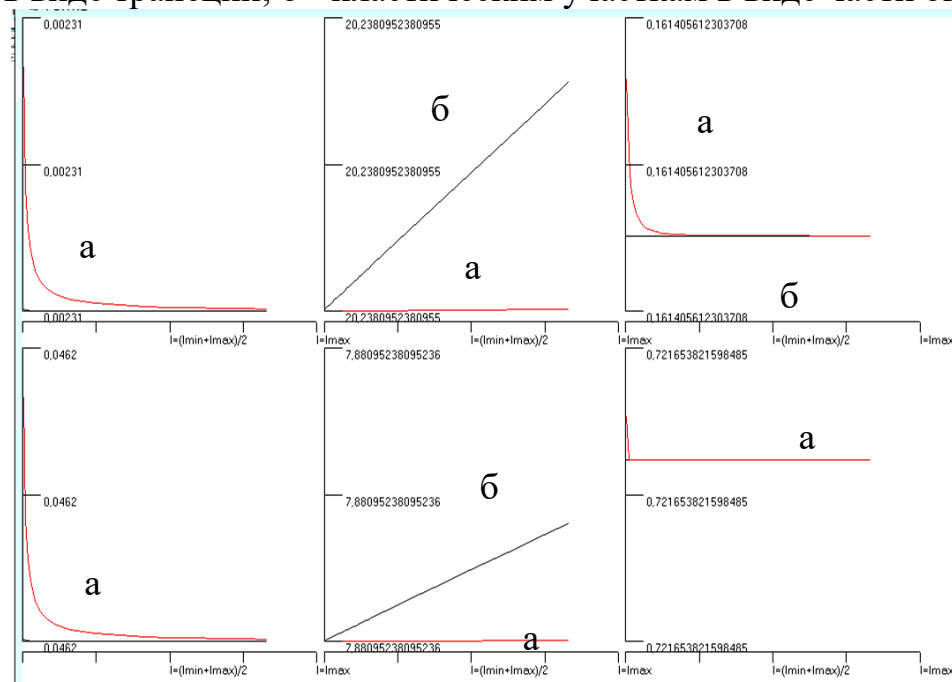 в виде трапеции, б
0,00231
20,2380952380955
0,161405612303708
б
а
0,00231
20,2380952380955
0,161405612303708
а
а
б
0,00231
20,2380952380955
0,161405612303708
I=(Imin+Imax)/2
I=Imax
I=(Imin+Imax)/2
I=Imax
I=(Imin+Imax)/2
I=Imax
0,0462
7,88095238095236
0,721653821598485
а
б
0,0462
7,88095238095236
0,721653821598485
а
а
0,0462
7,88095238095236
0,721653821598485
I=(Imin+Imax)/2
I=Imax
I=(Imin+Imax)/2
I=Imax
I=(Imin+Imax)/2
I=Imax